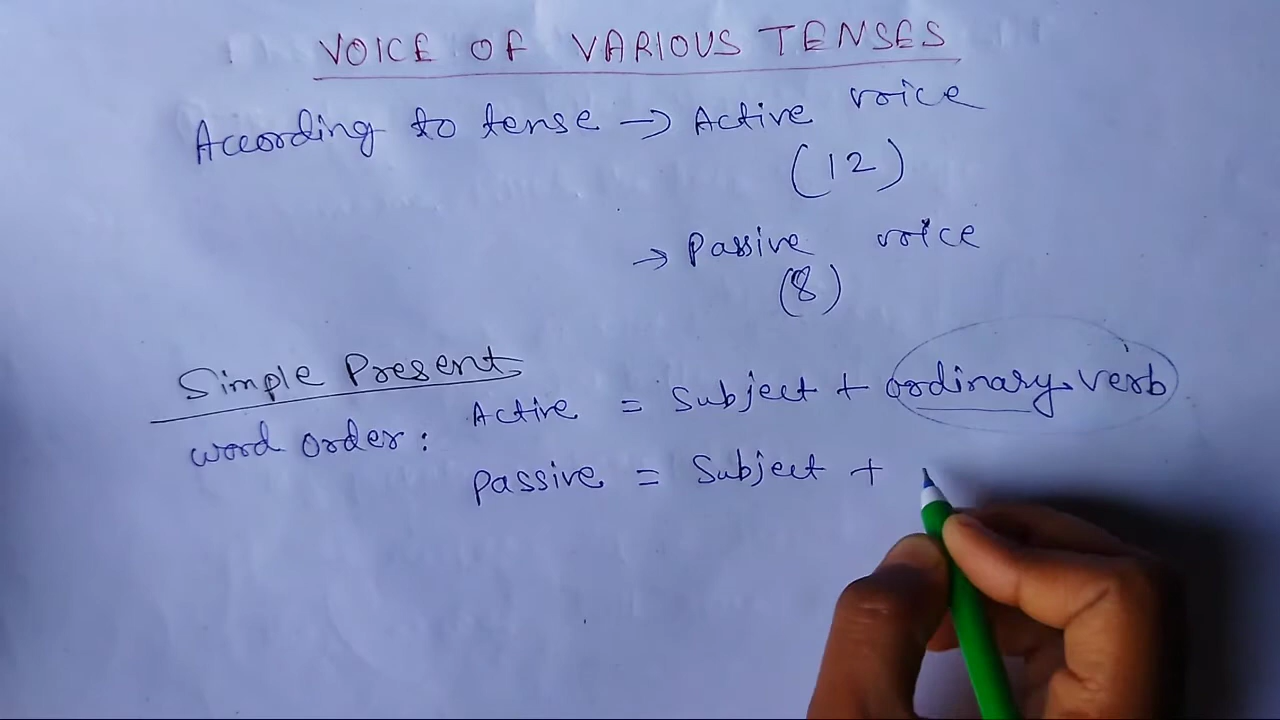 VOICE OF VARIOUS TENSES
According to tense → Active voice
(12)
→ Passive voice
(8)
Simple Present
word order: Active = Subject + ordinary verb
Passive = Subject +